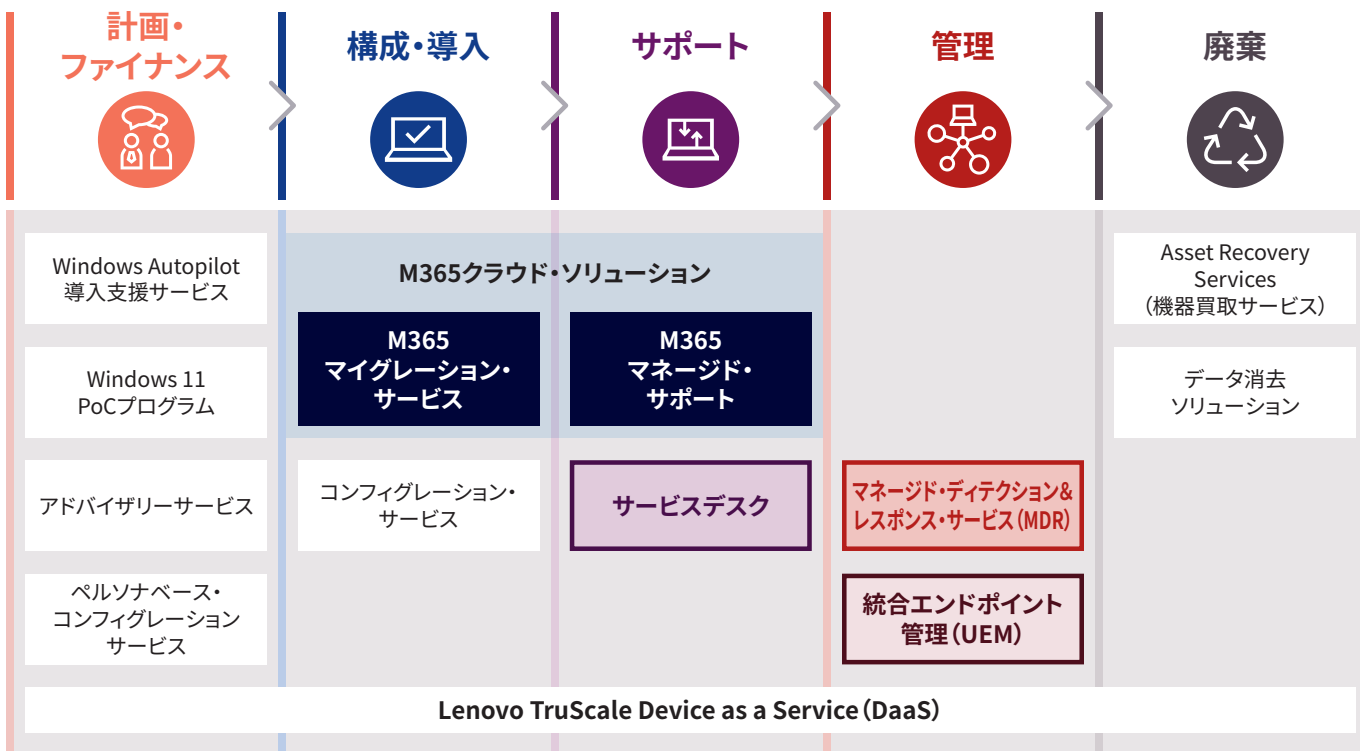 計画・
ファイナンス
構成・導入
サポート
管理
廃棄
Windows Autopilot
導入支援サービス
Windows 11
PoCプログラム
アドバイザリーサービス
ペルソナベース・
コンフィグレーション
サービス
M365クラウド・ソリューション
M365
マイグレーション・
サービス
M365
マネージド・
サポート
コンフィグレーション・
サービス
サービスデスク
マネージド・ディテクション&
レスポンス・サービス（MDR）
統合エンドポイント
管理（UEM）
Asset Recovery
Services
（機器買取サービス）
データ消去
ソリューション
Lenovo TruScale Device as a Service（DaaS）